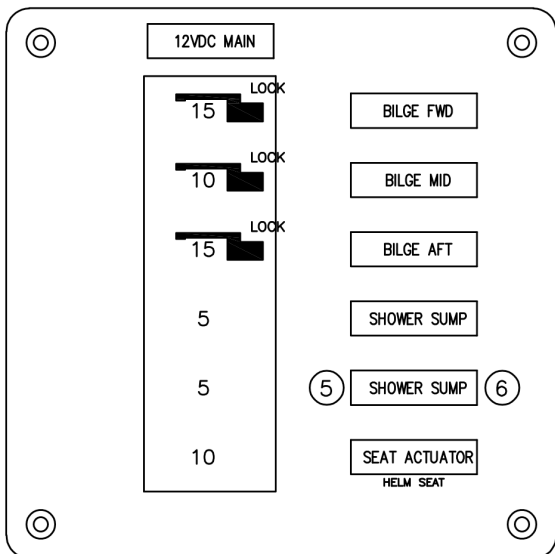 12VDC MAIN
LOCK
15 BILGE FWD
LOCK
10 BILGE MID
LOCK
15 BILGE AFT
5 SHOWER SUMP
5 5 SHOWER SUMP 6
10 SEAT ACTUATOR
HELM SEAT